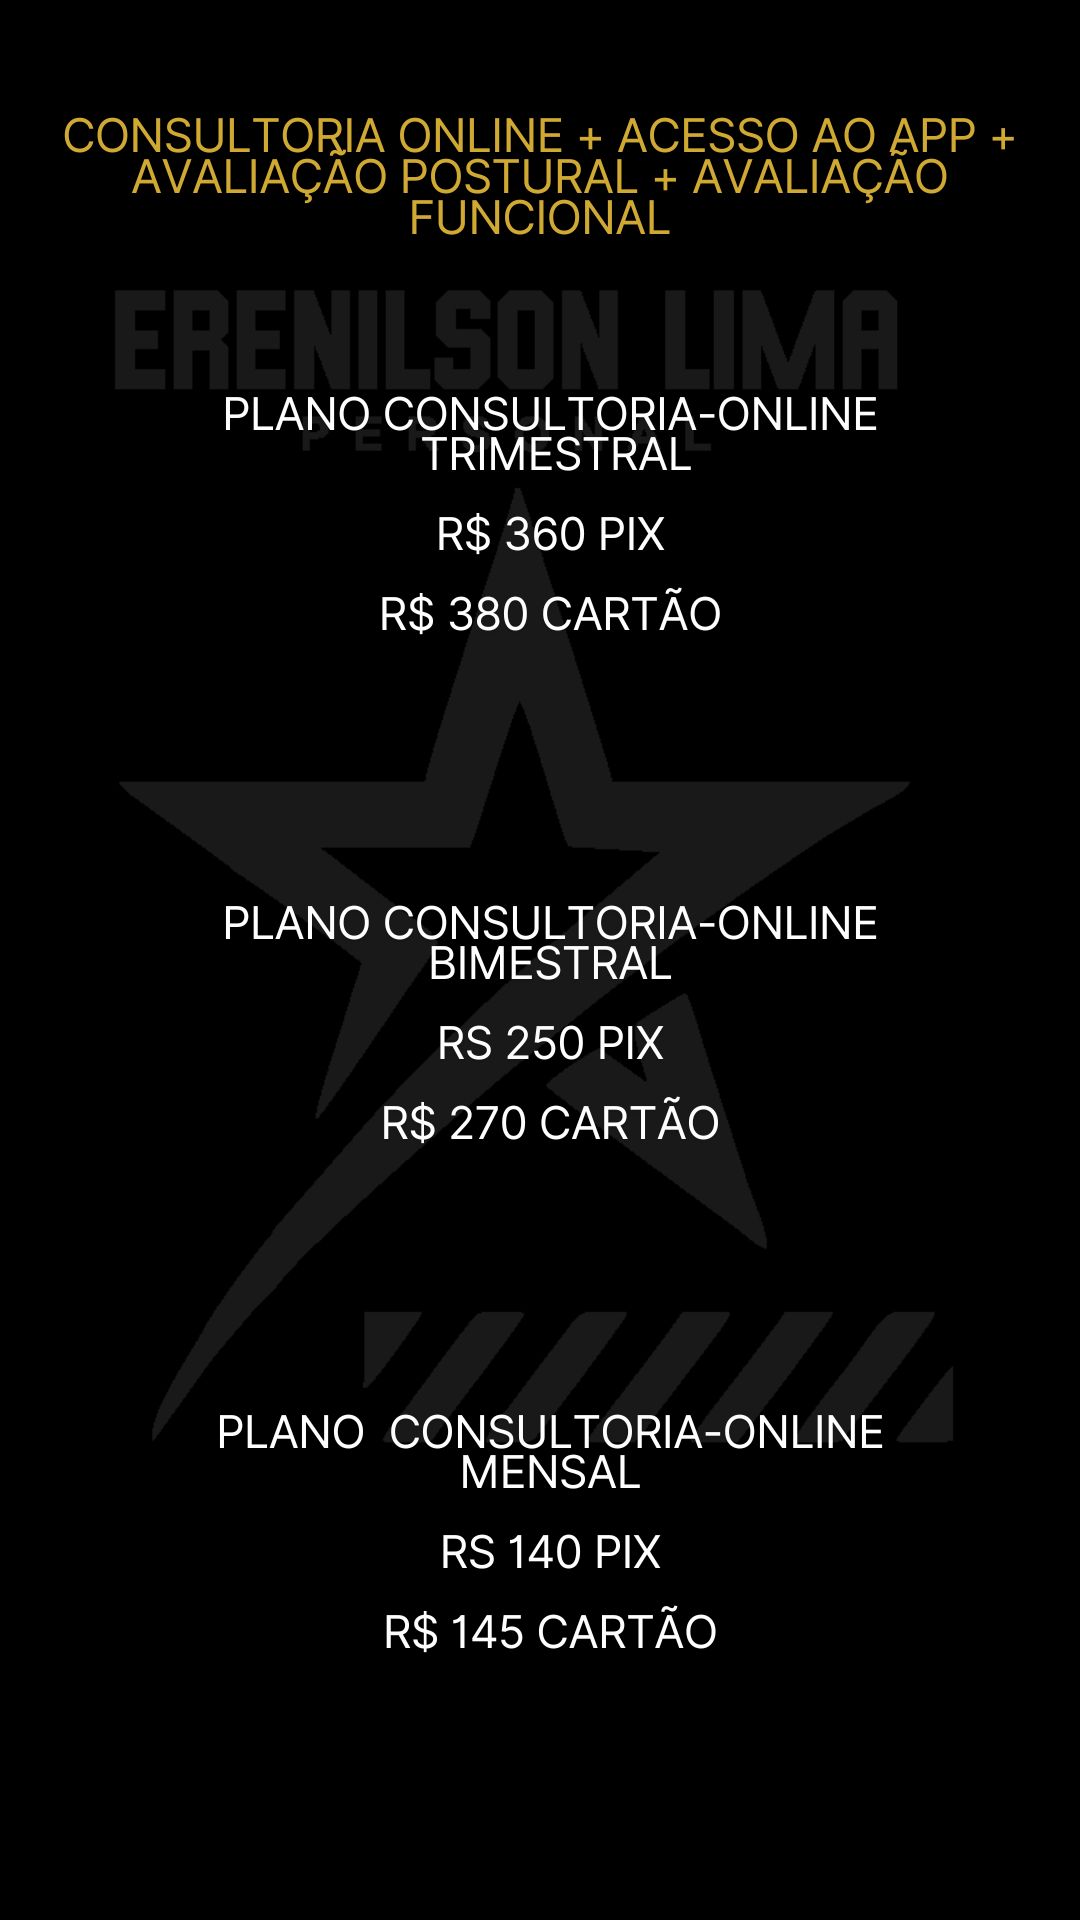 CONSULTORIA ONLINE + ACESSO AO APP +
AVALIAÇÃO POSTURAL + AVALIAÇÃO
FUNCIONAL
ERENILSON LIMA
PERSONAL
PLANO CONSULTORIA-ONLINE
TRIMESTRAL
R$ 360 PIX
R$ 380 CARTÃO
PLANO CONSULTORIA-ONLINE
BIMESTRAL
RS 250 PIX
R$ 270 CARTÃO
PLANO  CONSULTORIA-ONLINE
MENSAL
RS 140 PIX
R$ 145 CARTÃO